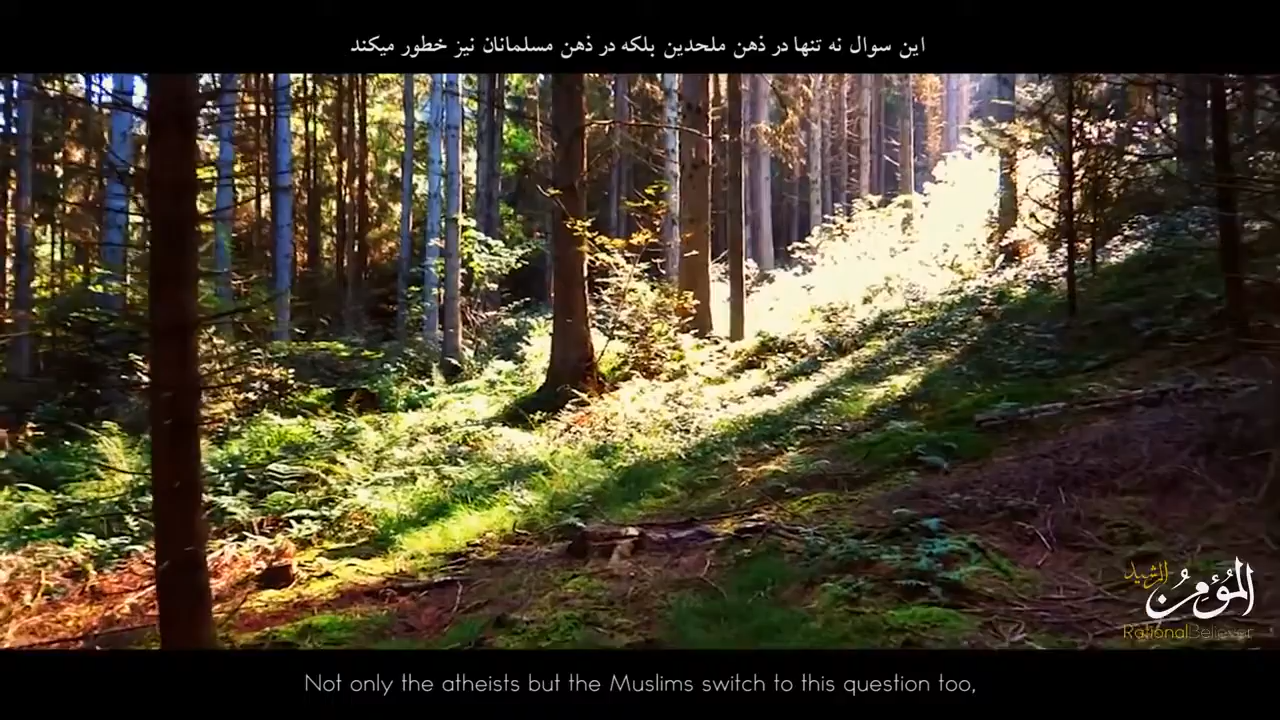 این سوال نه تنها در ذهن ملحدین بلکه در ذهن مسلمانان نیز خطور میکند
المؤمن الرشيد
RationalBeliever
Not only the atheists but the Muslims switch to this question too,